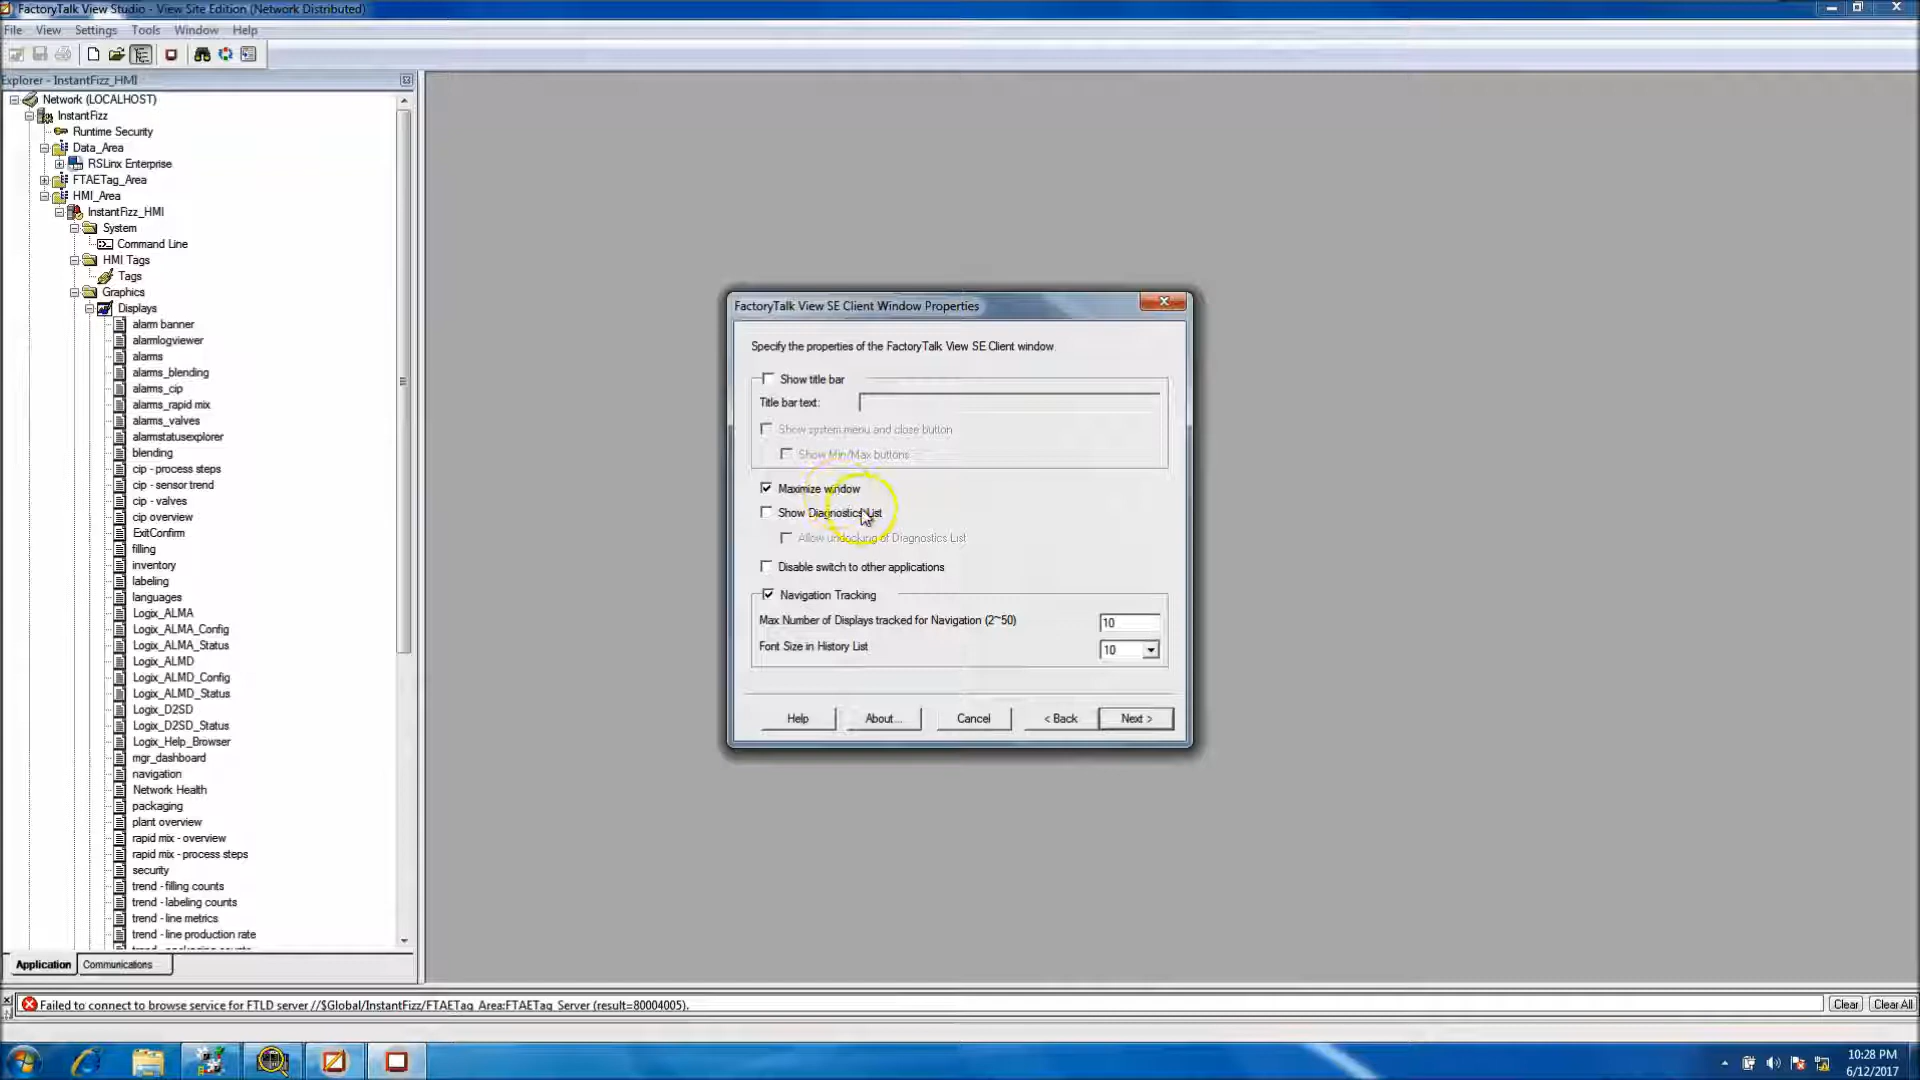 FactoryTalk View Studio - View Site Edition (Network Distributed)
File View Settings Tools Window Help
Explorer - InstantFizz_HMI
Network (LOCALHOST)
InstantFizz
Runtime Security
Data_Area
RSLinx Enterprise
FTAETag_Area
HMI_Area
InstantFizz_HMI
System
Command Line
HMI Tags
Tags
Graphics
Displays
alarm banner
alarmlogviewer
alarms
alarms_blending
alarms_cip
alarms_rapid mix
alarms_valves
alarmstatusexplorer
blending
cip - process steps
cip - sensor trend
cip - valves
cip overview
ExitConfirm
filling
inventory
labeling
languages
Logix_ALMA
Logix_ALMA_Config
Logix_ALMA_Status
Logix_ALMD
Logix_ALMD_Config
Logix_ALMD_Status
Logix_D2SD
Logix_D2SD_Status
Logix_Help_Browser
mgr_dashboard
navigation
Network Health
packaging
plant overview
rapid mix - overview
rapid mix - process steps
security
trend - filling counts
trend - labeling counts
trend - line metrics
trend - line production rate
trend - packaging counts
Application Communications
FactoryTalk View SE Client Window Properties
Specify the properties of the FactoryTalk View SE Client window.
Show title bar
Title bar text:
Show system menu and close button
Show Min/Max buttons
Maximize window
Show Diagnostics List
Allow undocking of Diagnostics List
Disable switch to other applications
Navigation Tracking
Max Number of Displays tracked for Navigation (2~50) 10
Font Size in History List 10
Help About... Cancel < Back Next >
Failed to connect to browse service for FTLD server //$Global/InstantFizz/FTAETag_Area:FTAETag_Server (result=80004005).
Clear Clear All
10:28 PM
6/12/2017